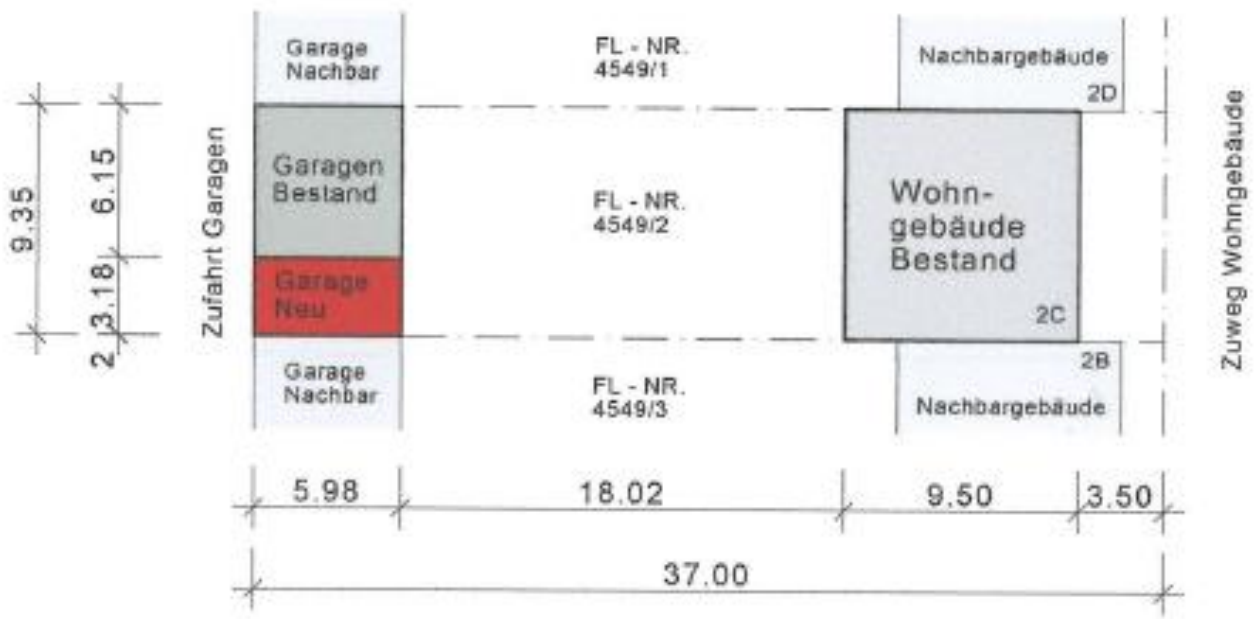 Garage
Nachbar
FL - NR.
4549/1
Nachbargebäude
2D
9.35
6.15
3.18
2
Zufahrt Garagen
Garagen
Bestand
Garage
Neu
FL - NR.
4549/2
Wohn-
gebäude
Bestand
2C
Zuweg Wohngebäude
Garage
Nachbar
FL - NR.
4549/3
2B
Nachbargebäude
5.98
18.02
9.50
3.50
37.00